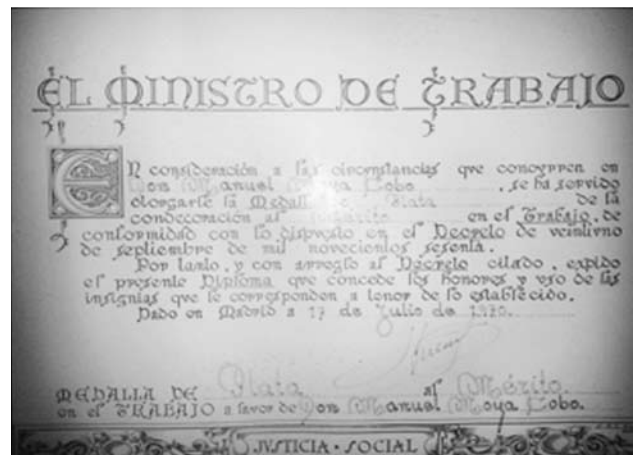 EL MINISTRO DE TRABAJO
En consideración a las circunstancias que concurren en
Don Manuel Moya Lobo, se ha servido
otorgarle la Medalla de Plata de la
condecoración al Mérito en el Trabajo, de
conformidad con lo dispuesto en el Decreto de veintiuno
de septiembre de mil novecientos sesenta.
Por tanto, y con arreglo al Decreto citado, expido
el presente Diploma que concede los honores y uso de las
insignias que le corresponden a tenor de lo establecido.
Dado en Madrid a 17 de Julio de 1970.
MEDALLA DE Plata al Mérito
en el TRABAJO a favor de Don Manuel Moya Lobo.
JVSTICIA · SOCIAL